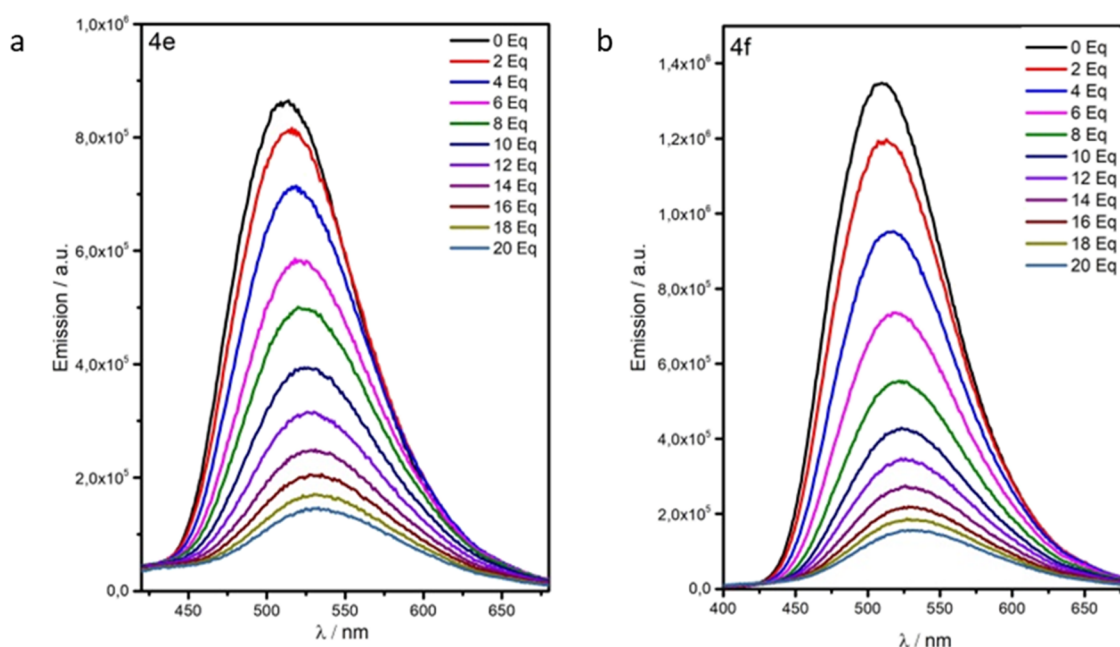 a
4e
1,0x10⁶
8,0x10⁵
6,0x10⁵
4,0x10⁵
2,0x10⁵
0,0
Emission / a.u.
450 500 550 600 650
λ / nm
0 Eq
2 Eq
4 Eq
6 Eq
8 Eq
10 Eq
12 Eq
14 Eq
16 Eq
18 Eq
20 Eq
b
4f
1,4x10⁶
1,2x10⁶
1,0x10⁶
8,0x10⁵
6,0x10⁵
4,0x10⁵
2,0x10⁵
0,0
Emission / a.u.
400 450 500 550 600 650
λ / nm
0 Eq
2 Eq
4 Eq
6 Eq
8 Eq
10 Eq
12 Eq
14 Eq
16 Eq
18 Eq
20 Eq